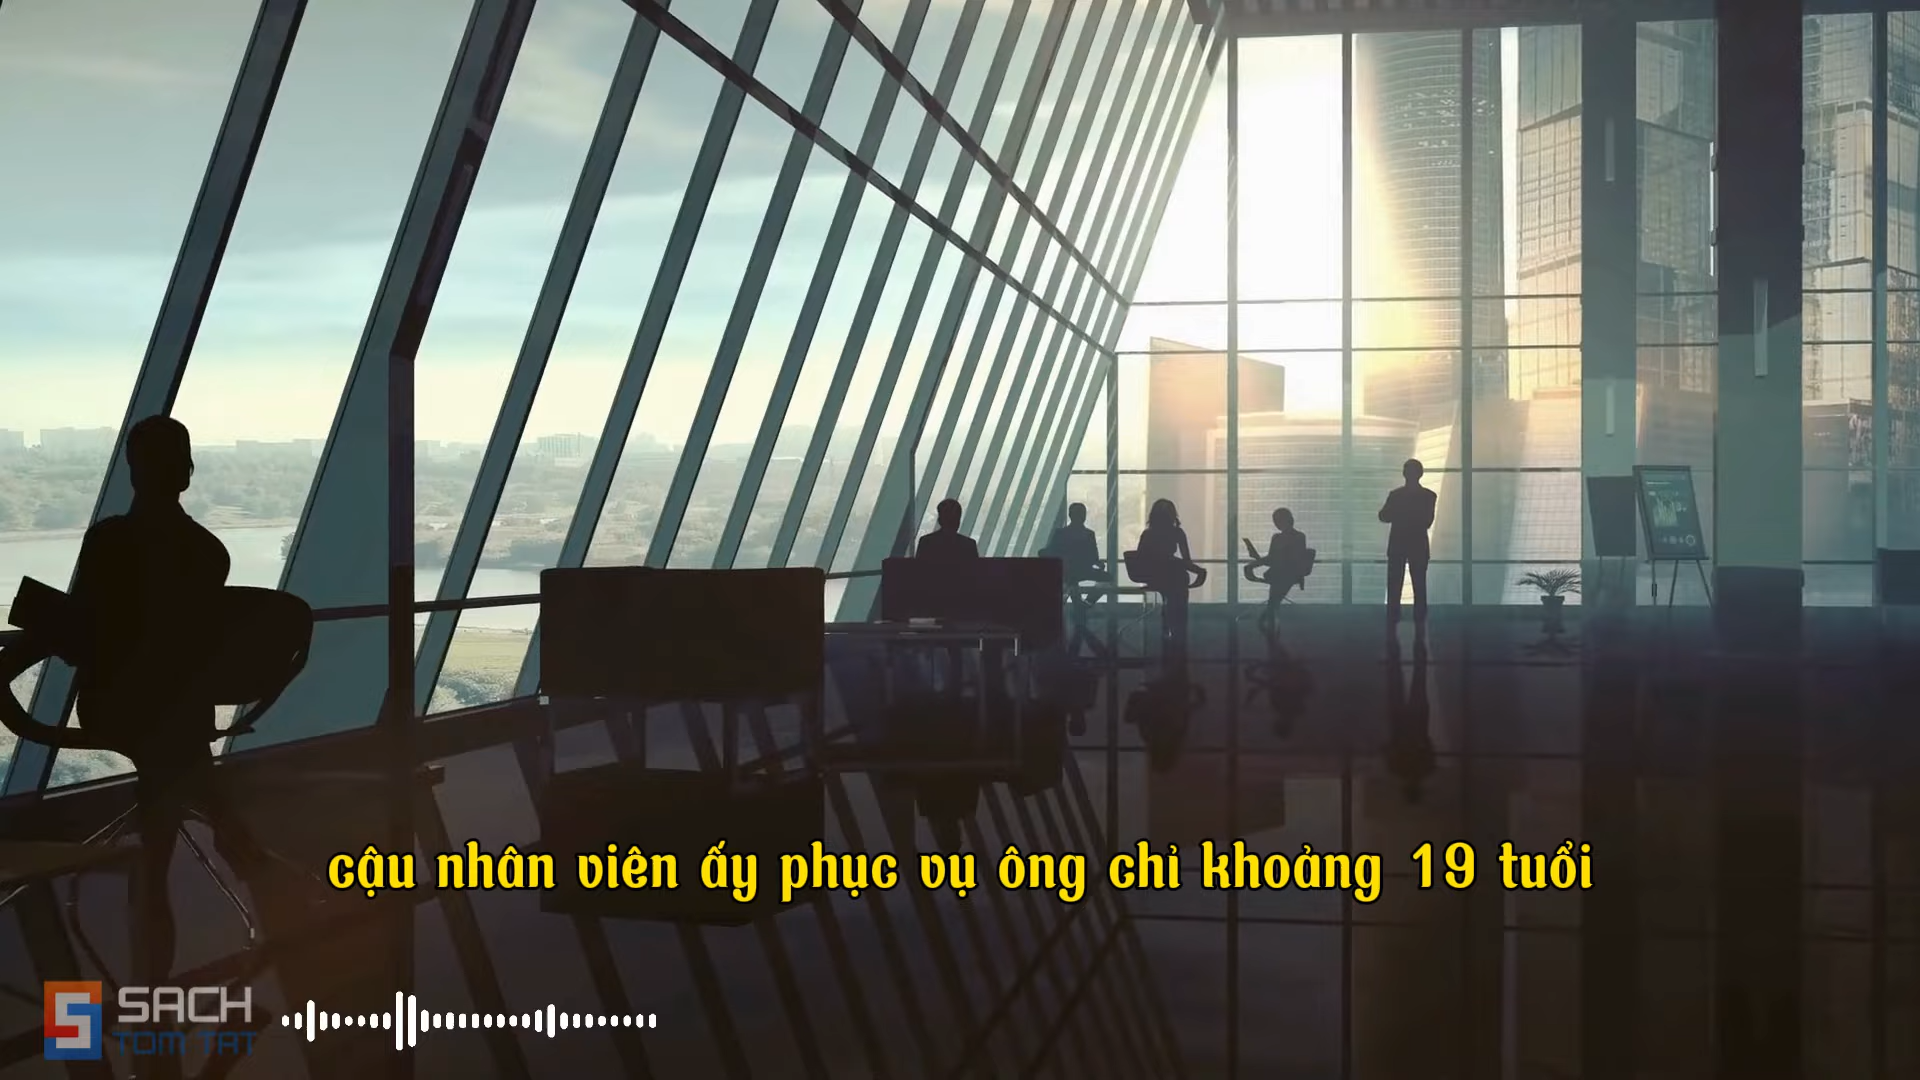 cậu nhân viên ấy phục vụ ông chỉ khoảng 19 tuổi
SACH
TOM TAT